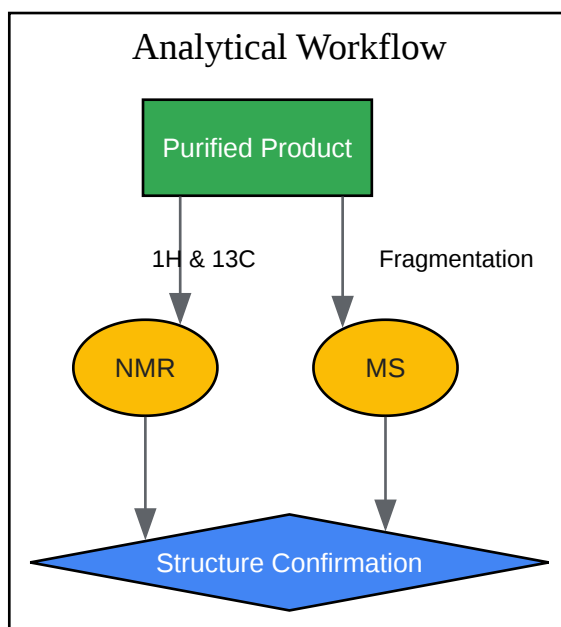 Analytical Workflow
Purified Product
1H & 13C
Fragmentation
NMR
MS
Structure Confirmation